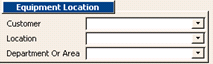 Equipment Location
Customer
Location
Department Or Area